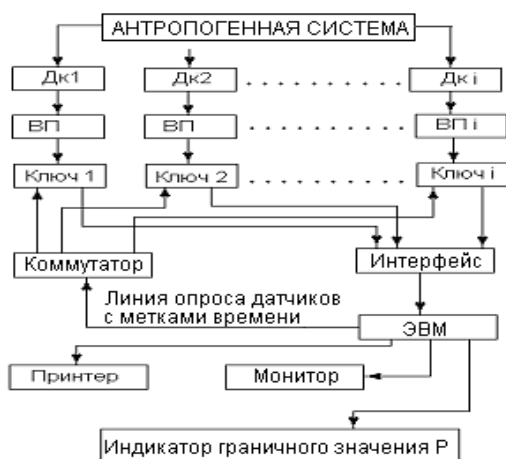 АНТРОПОГЕННАЯ СИСТЕМА
Дк1
Дк2
Дк i
ВП
ВП
ВП i
Ключ 1
Ключ 2
Ключ i
Коммутатор
Интерфейс
Линия опроса датчиков
с метками времени
ЭВМ
Принтер
Монитор
Индикатор граничного значения Р